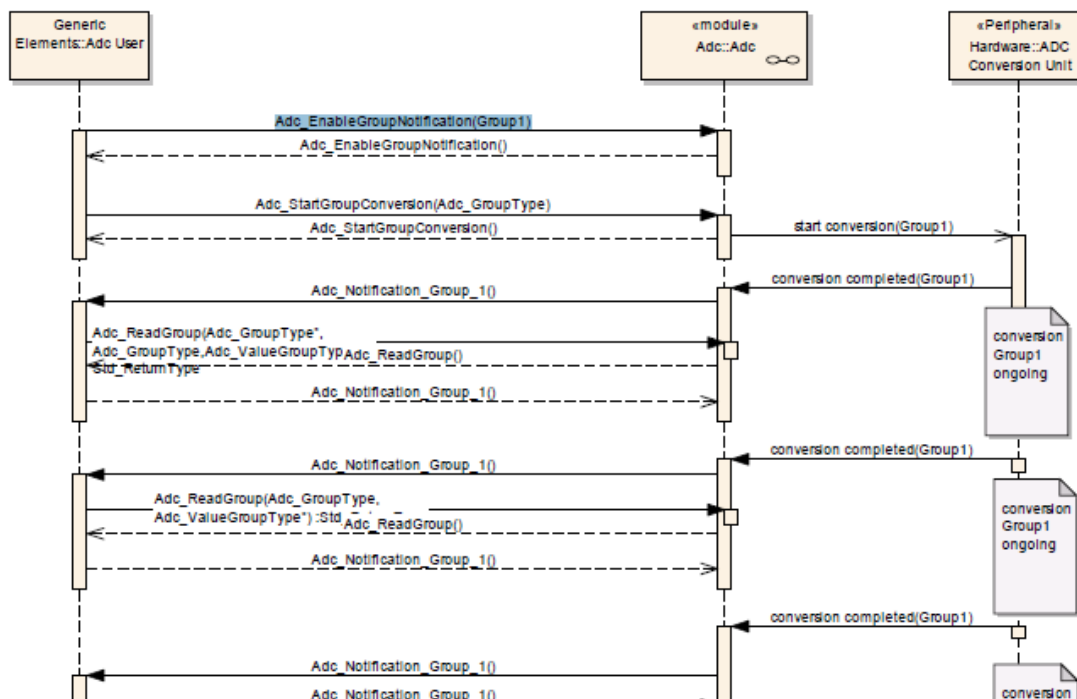 Generic
Elements::Adc User
«module»
Adc::Adc
«Peripheral»
Hardware::ADC
Conversion Unit
Adc_EnableGroupNotification(Group1)
Adc_EnableGroupNotification()
Adc_StartGroupConversion(Adc_GroupType)
Adc_StartGroupConversion()
start conversion(Group1)
conversion completed(Group1)
Adc_Notification_Group_1()
Adc_ReadGroup(Adc_GroupType*,
Adc_GroupType,Adc_ValueGroupTyp
Adc_ReadGroup()
Std_ReturnType
Adc_Notification_Group_1()
conversion
Group1
ongoing
conversion completed(Group1)
Adc_Notification_Group_1()
Adc_ReadGroup(Adc_GroupType,
Adc_ValueGroupType*) :Std_
Adc_ReadGroup()
Adc_Notification_Group_1()
conversion
Group1
ongoing
conversion completed(Group1)
Adc_Notification_Group_1()
Adc_Notification_Group_1()
conversion